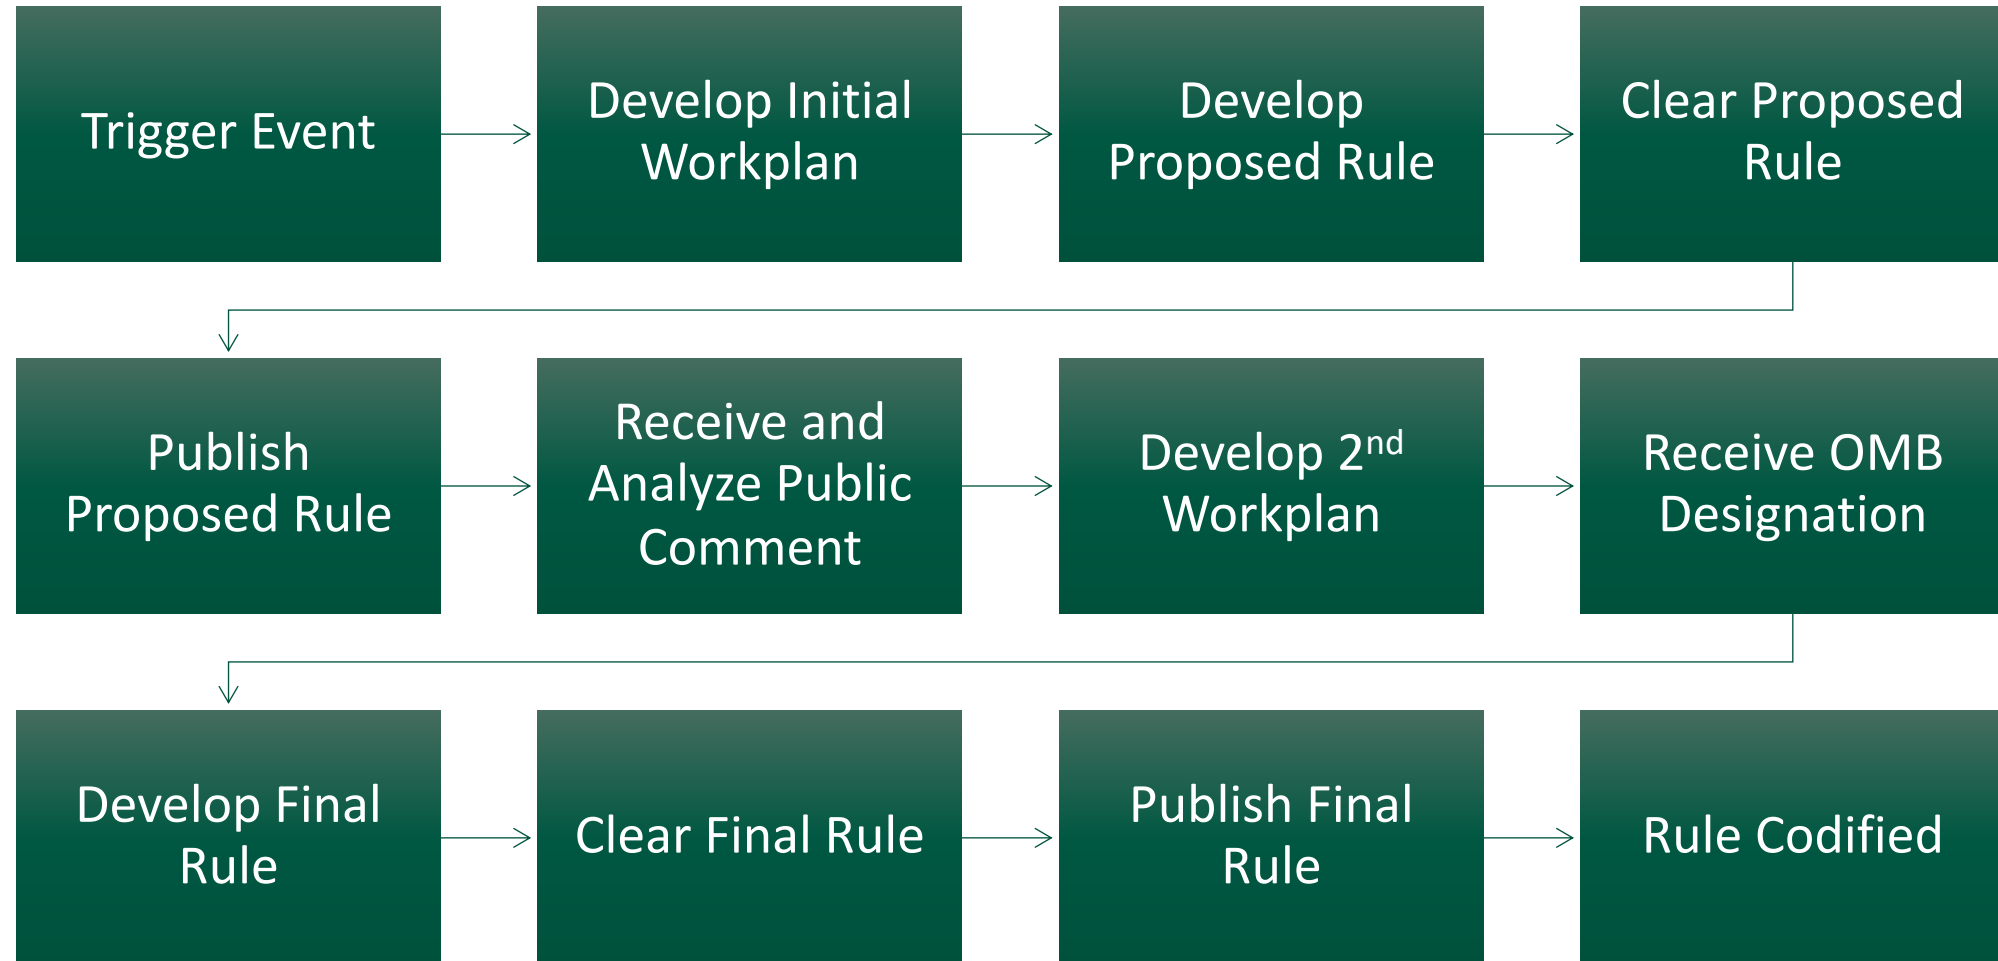 Trigger Event
Develop Initial
Workplan
Develop
Proposed Rule
Clear Proposed
Rule
Publish
Proposed Rule
Receive and
Analyze Public
Comment
Develop 2nd
Workplan
Receive OMB
Designation
Develop Final
Rule
Clear Final Rule
Publish Final
Rule
Rule Codified